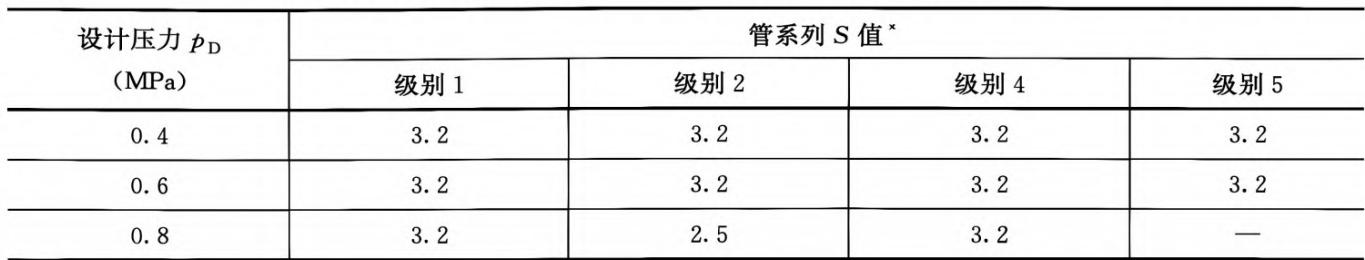 设计压力 pD
（MPa）
管系列 S 值*
级别 1 级别 2 级别 4 级别 5
0.4 3.2 3.2 3.2 3.2
0.6 3.2 3.2 3.2 3.2
0.8 3.2 2.5 3.2 —